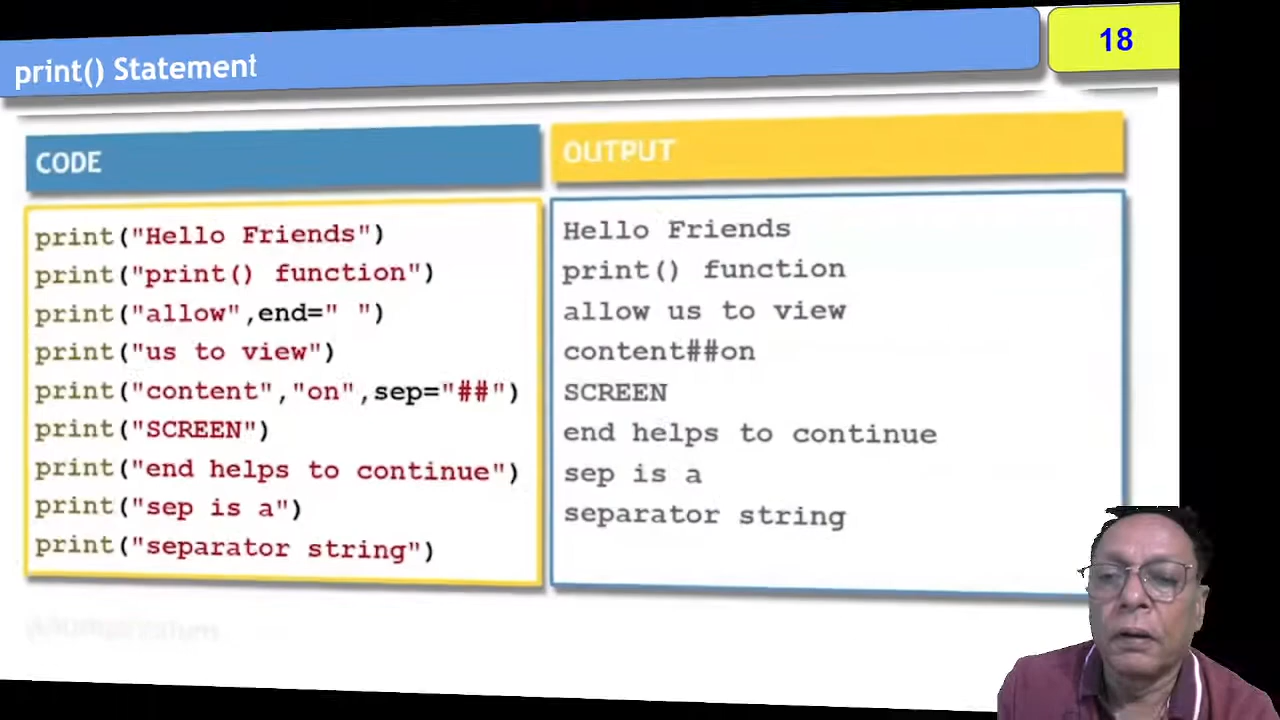 print() Statement
18
CODE
print("Hello Friends")
print("print() function")
print("allow",end=" ")
print("us to view")
print("content","on",sep="##")
print("SCREEN")
print("end helps to continue")
print("sep is a")
print("separator string")
OUTPUT
Hello Friends
print() function
allow us to view
content##on
SCREEN
end helps to continue
sep is a
separator string